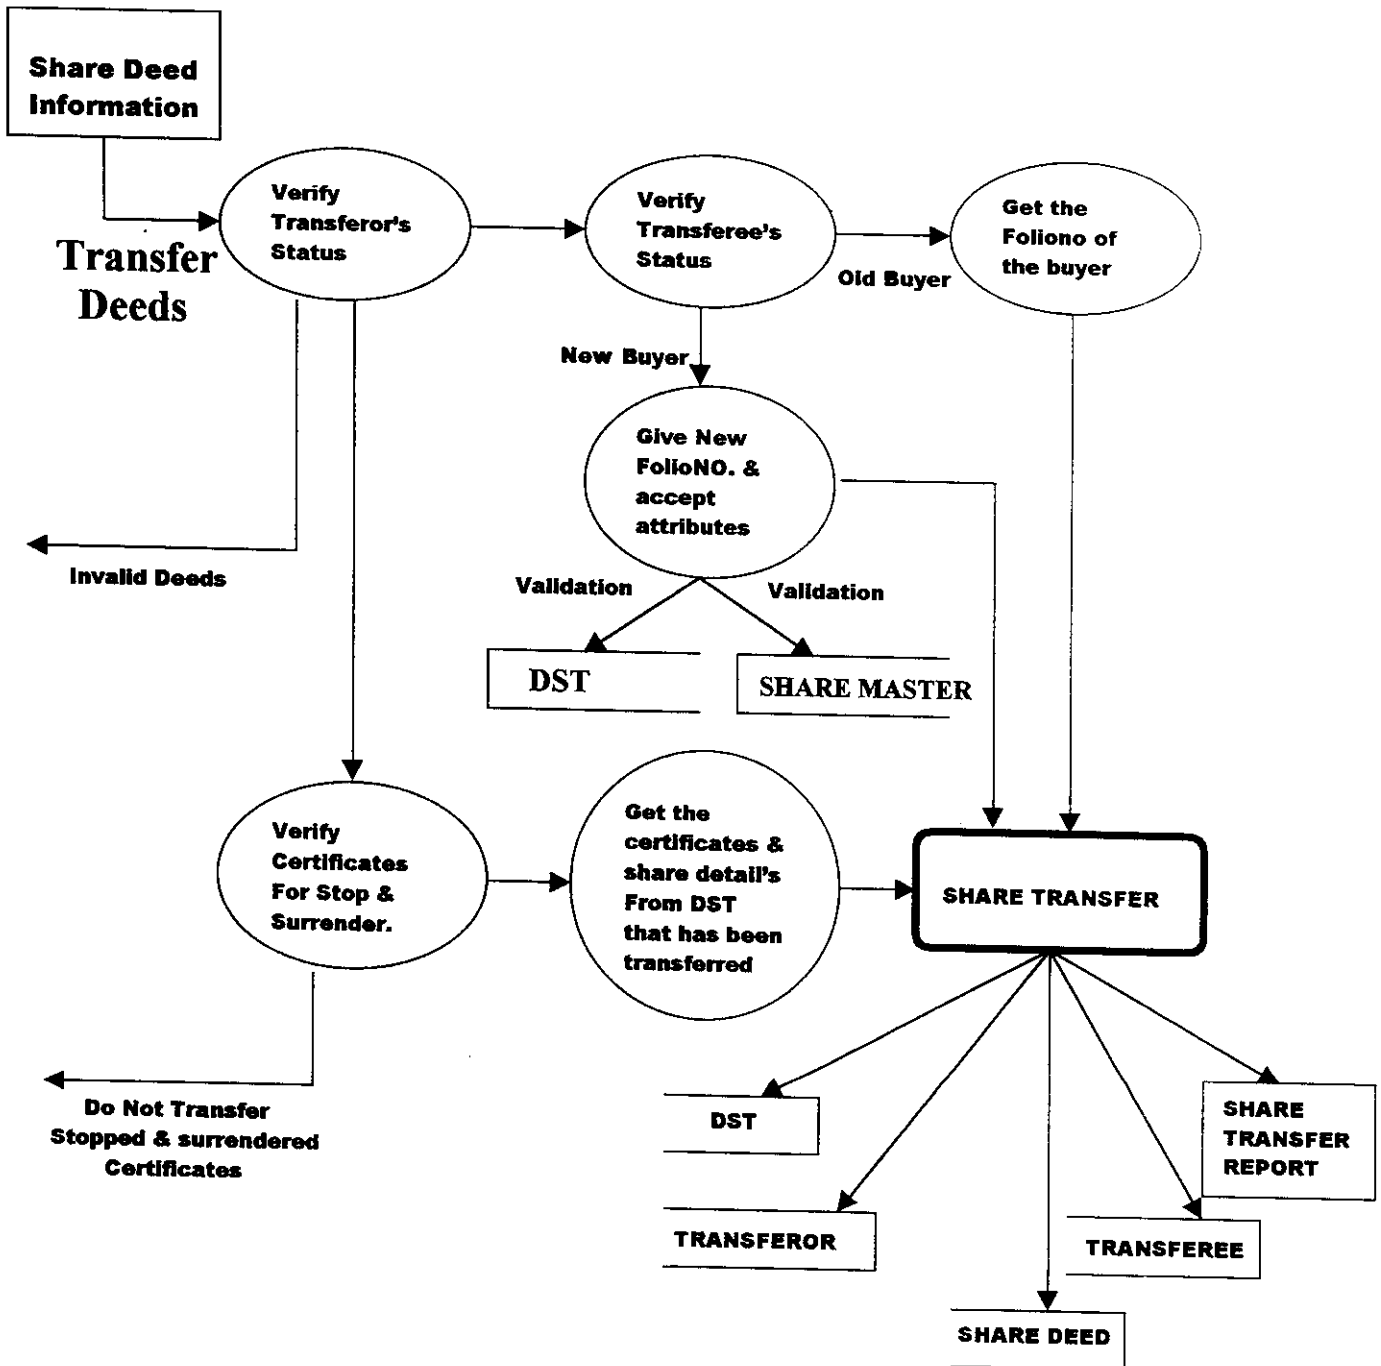 Share Deed
Information
Verify
Transferor's
Status
Verify
Transferee's
Status
Get the
Foliono of
the buyer
Transfer
Deeds
Old Buyer
New Buyer
Give New
FolioNO. &
accept
attributes
Invalid Deeds
Validation
Validation
DST
SHARE MASTER
Verify
Certificates
For Stop &
Surrender.
Get the
certificates &
share detail's
From DST
that has been
transferred
SHARE TRANSFER
Do Not Transfer
Stopped & surrendered
Certificates
DST
SHARE
TRANSFER
REPORT
TRANSFEROR
TRANSFEREE
SHARE DEED